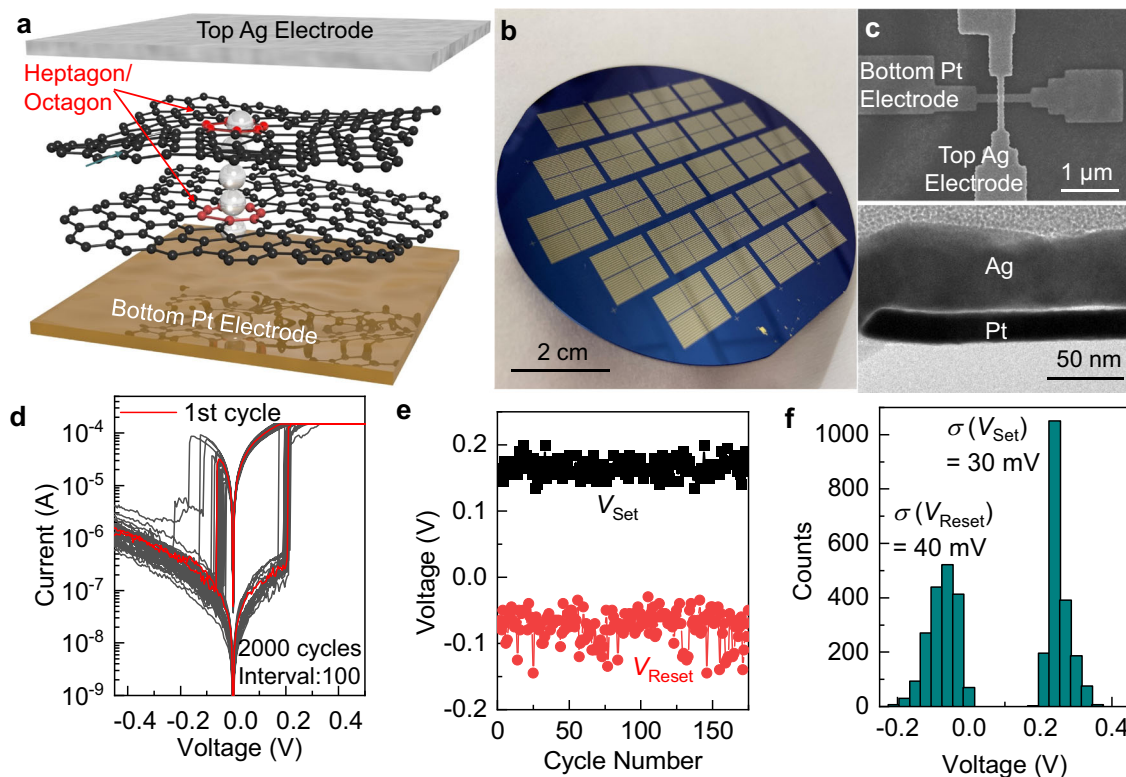 a
Top Ag Electrode
Heptagon/
Octagon
Bottom Pt Electrode
b
2 cm
c
Bottom Pt
Electrode
Top Ag
Electrode
1 μm
Ag
Pt
50 nm
d
1st cycle
10⁻⁴
10⁻⁵
10⁻⁶
10⁻⁷
10⁻⁸
10⁻⁹
Current (A)
2000 cycles
Interval:100
-0.4 -0.2 0.0 0.2 0.4
Voltage (V)
e
0.2
0.1
0.0
-0.1
-0.2
Voltage (V)
V_Set
V_Reset
0 50 100 150
Cycle Number
f
1000
800
600
400
200
0
Counts
σ (V_Set)
= 30 mV
σ (V_Reset)
= 40 mV
-0.2 0.0 0.2 0.4
Voltage (V)